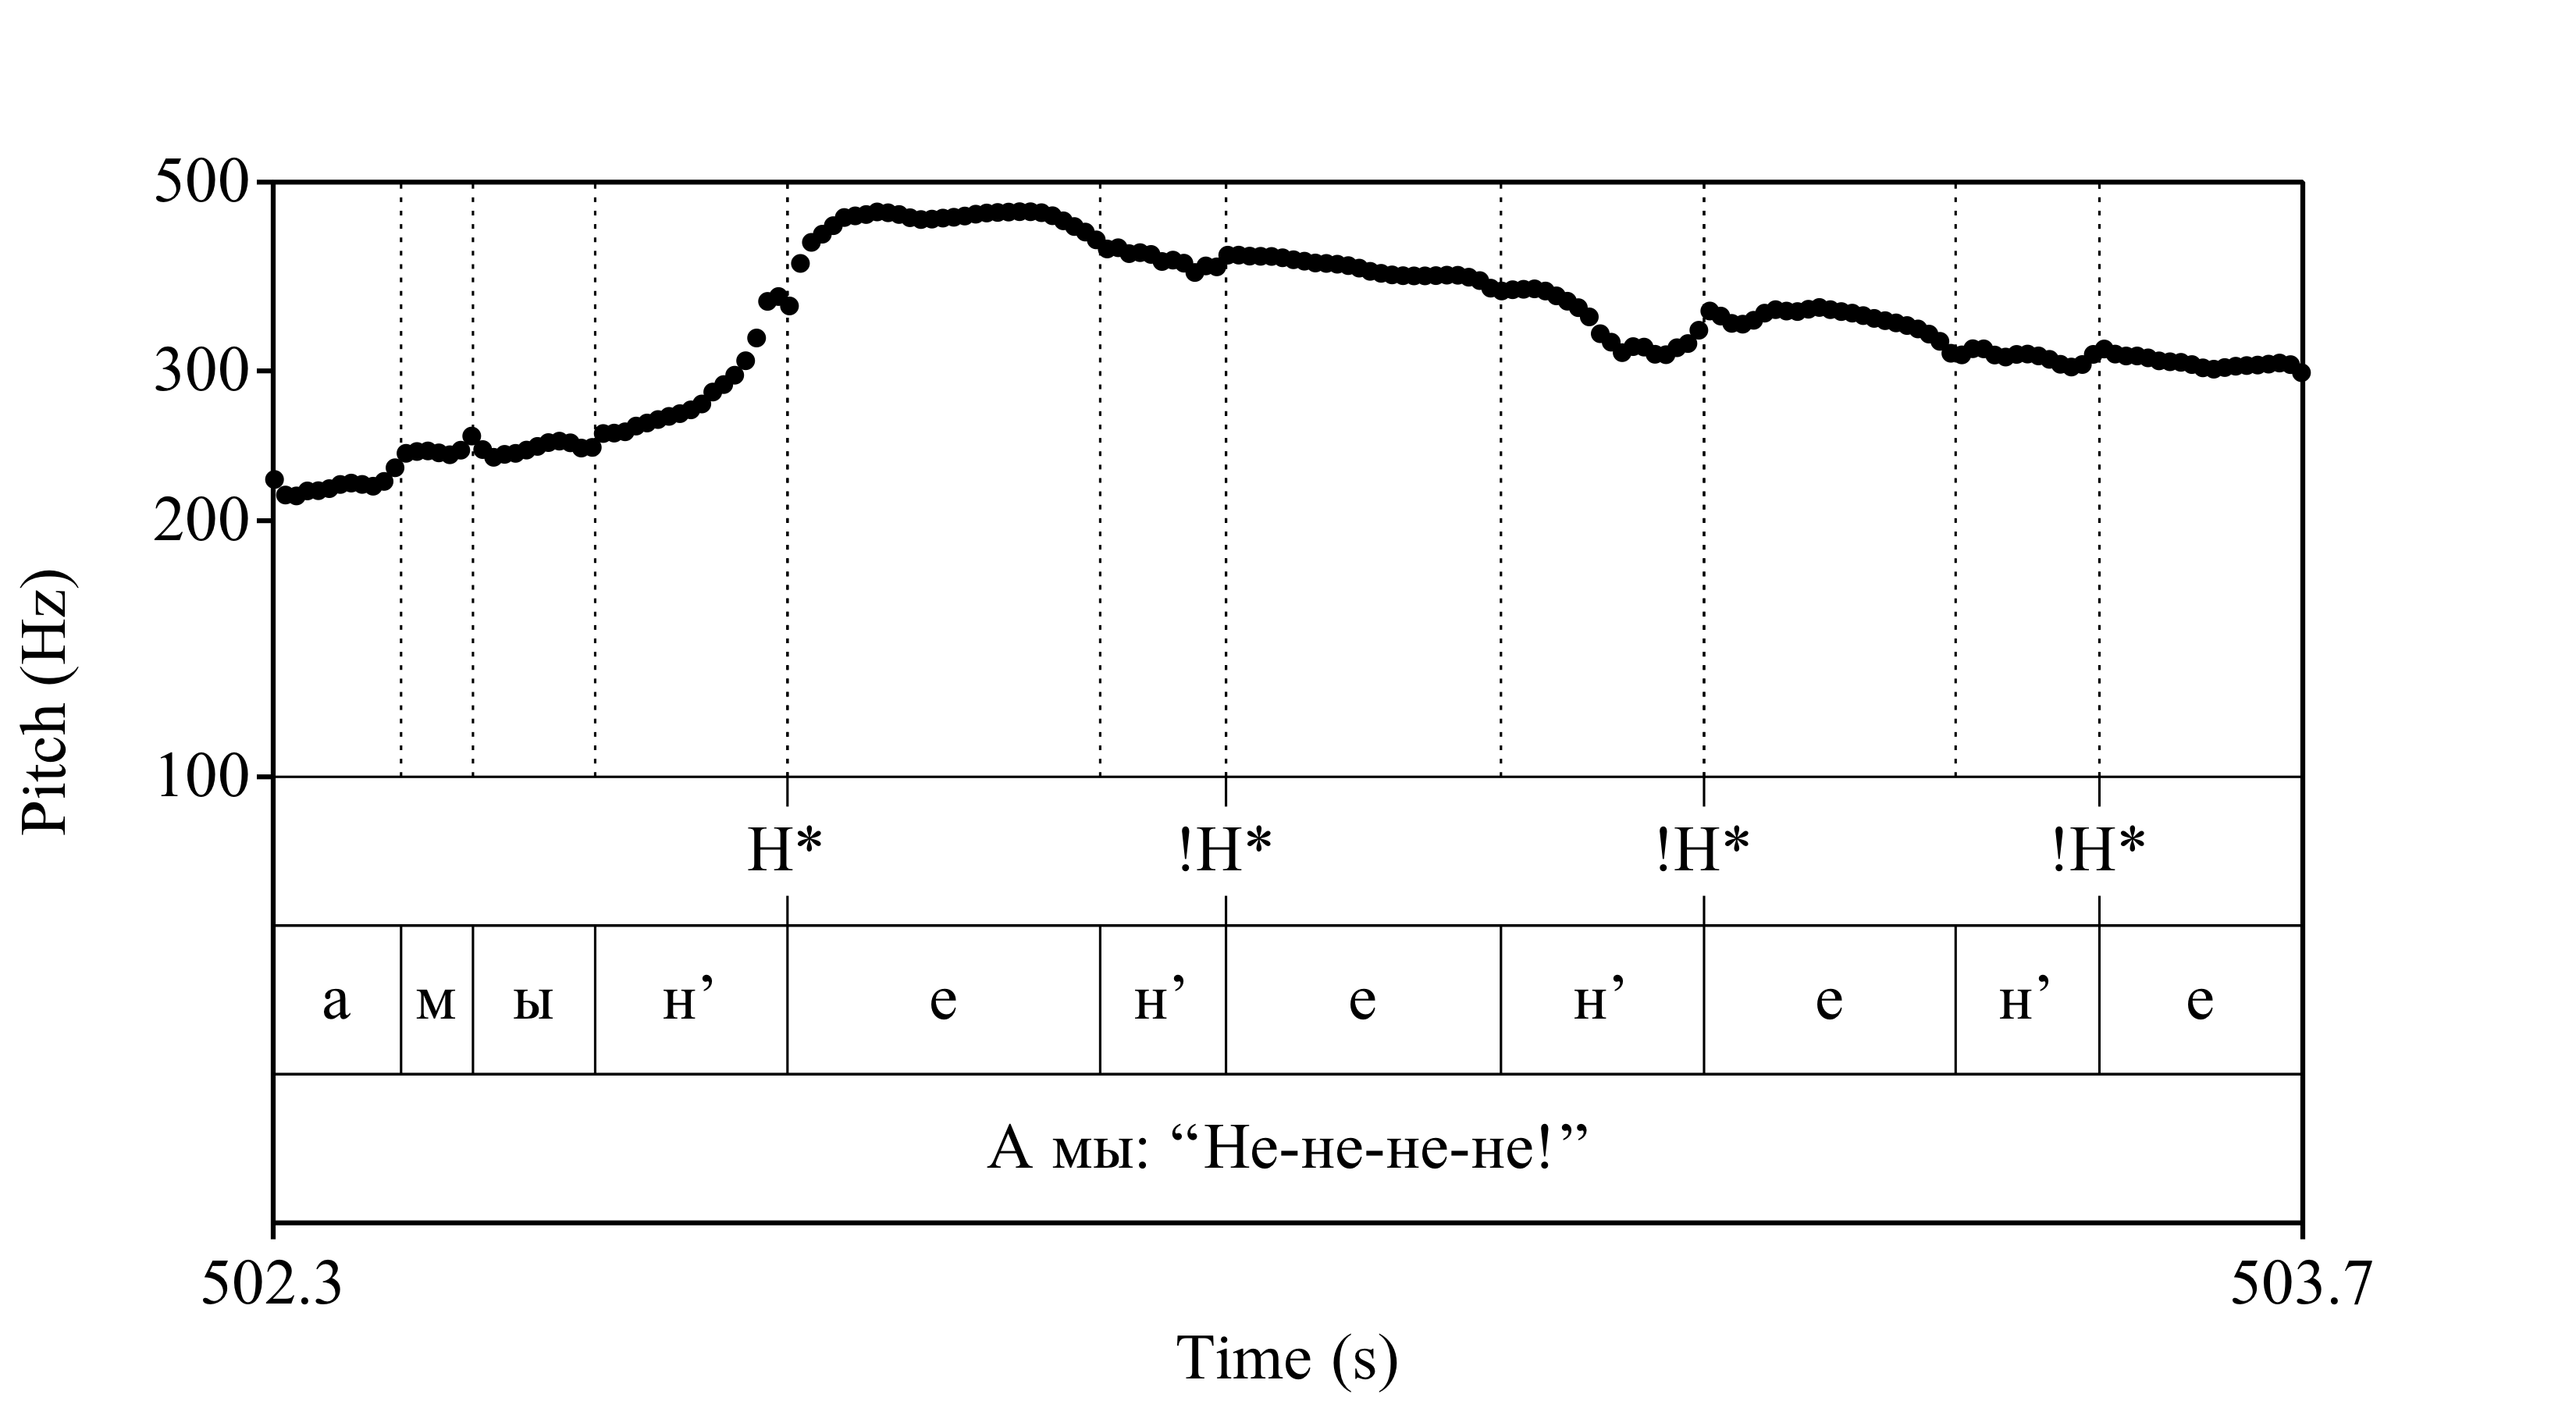 500
300
200
100
Pitch (Hz)
H* !H* !H* !H*
а м ы н’ е н’ е н’ е н’ е
А мы: “Не-не-не-не!”
502.3 503.7
Time (s)